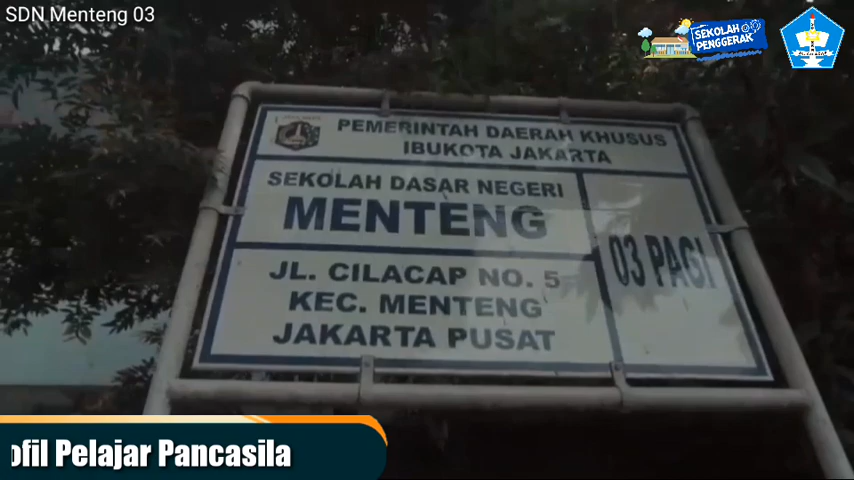 SDN Menteng 03
SEKOLAH
PENGGERAK
PEMERINTAH DAERAH KHUSUS
IBUKOTA JAKARTA
SEKOLAH DASAR NEGERI
MENTENG
03 PAGI
JL. CILACAP NO. 5
KEC. MENTENG
JAKARTA PUSAT
ofil Pelajar Pancasila